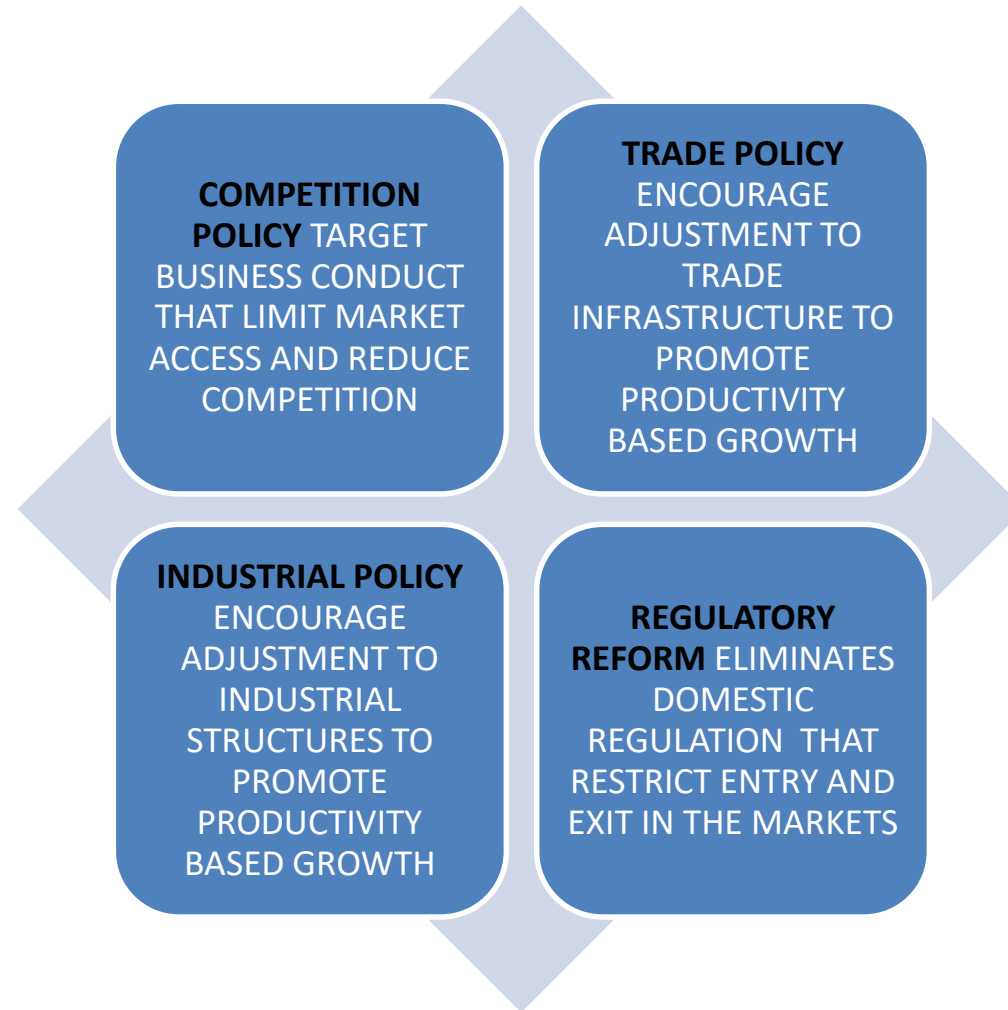 COMPETITION
POLICY TARGET
BUSINESS CONDUCT
THAT LIMIT MARKET
ACCESS AND REDUCE
COMPETITION
TRADE POLICY
ENCOURAGE
ADJUSTMENT TO
TRADE
INFRASTRUCTURE TO
PROMOTE
PRODUCTIVITY
BASED GROWTH
INDUSTRIAL POLICY
ENCOURAGE
ADJUSTMENT TO
INDUSTRIAL
STRUCTURES TO
PROMOTE
PRODUCTIVITY
BASED GROWTH
REGULATORY
REFORM ELIMINATES
DOMESTIC
REGULATION THAT
RESTRICT ENTRY AND
EXIT IN THE MARKETS